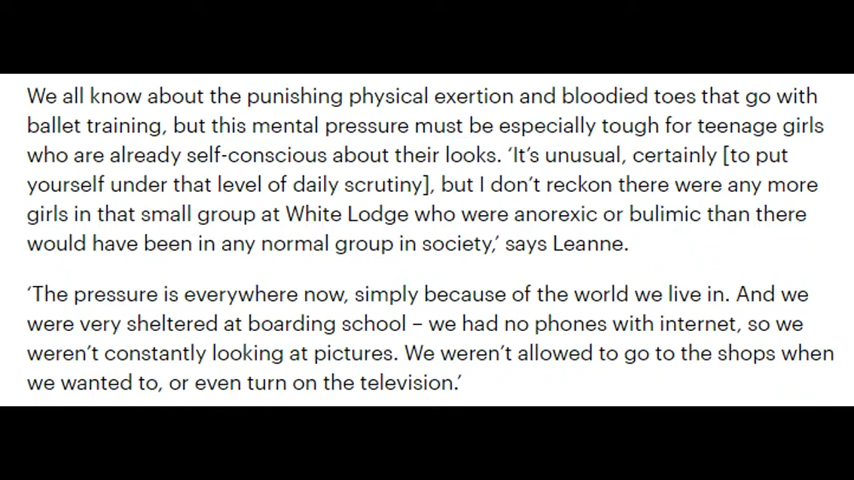 We all know about the punishing physical exertion and bloodied toes that go with
ballet training, but this mental pressure must be especially tough for teenage girls
who are already self-conscious about their looks. ‘It’s unusual, certainly [to put
yourself under that level of daily scrutiny], but I don’t reckon there were any more
girls in that small group at White Lodge who were anorexic or bulimic than there
would have been in any normal group in society,’ says Leanne.
‘The pressure is everywhere now, simply because of the world we live in. And we
were very sheltered at boarding school – we had no phones with internet, so we
weren’t constantly looking at pictures. We weren’t allowed to go to the shops when
we wanted to, or even turn on the television.’